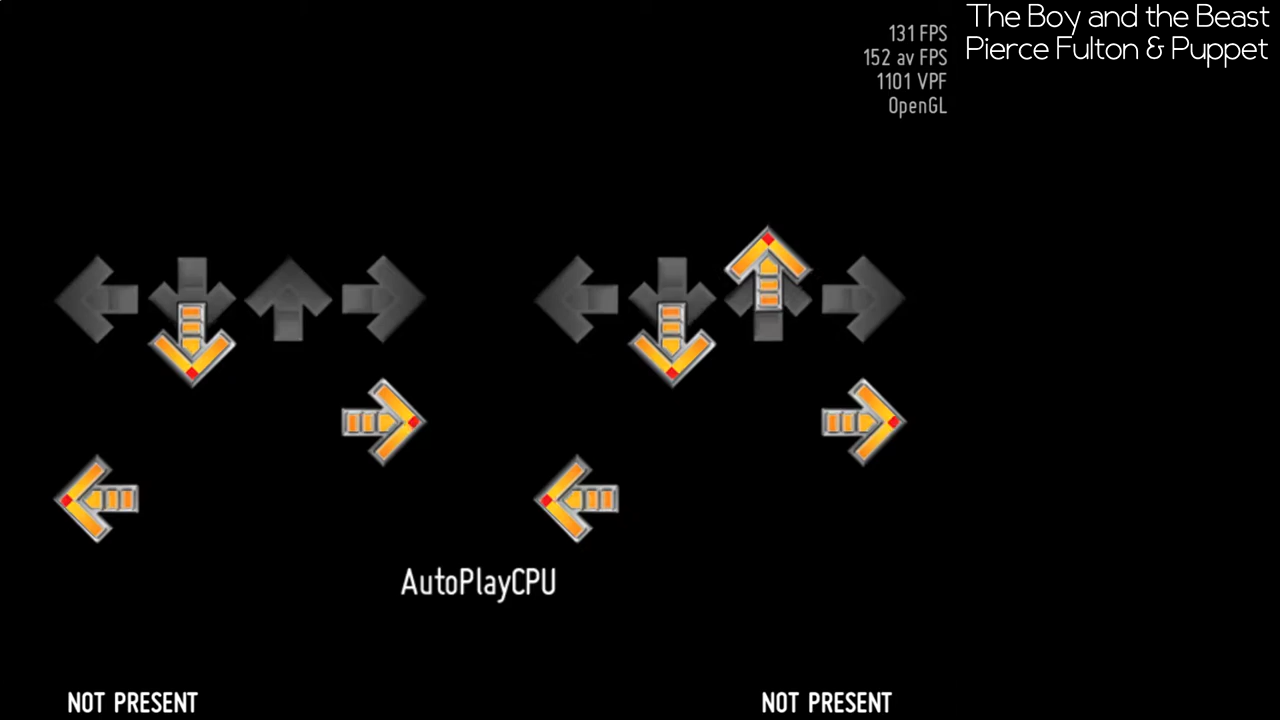 The Boy and the Beast
Pierce Fulton & Puppet
131 FPS
152 av FPS
1101 VPF
OpenGL
AutoPlayCPU
NOT PRESENT
NOT PRESENT